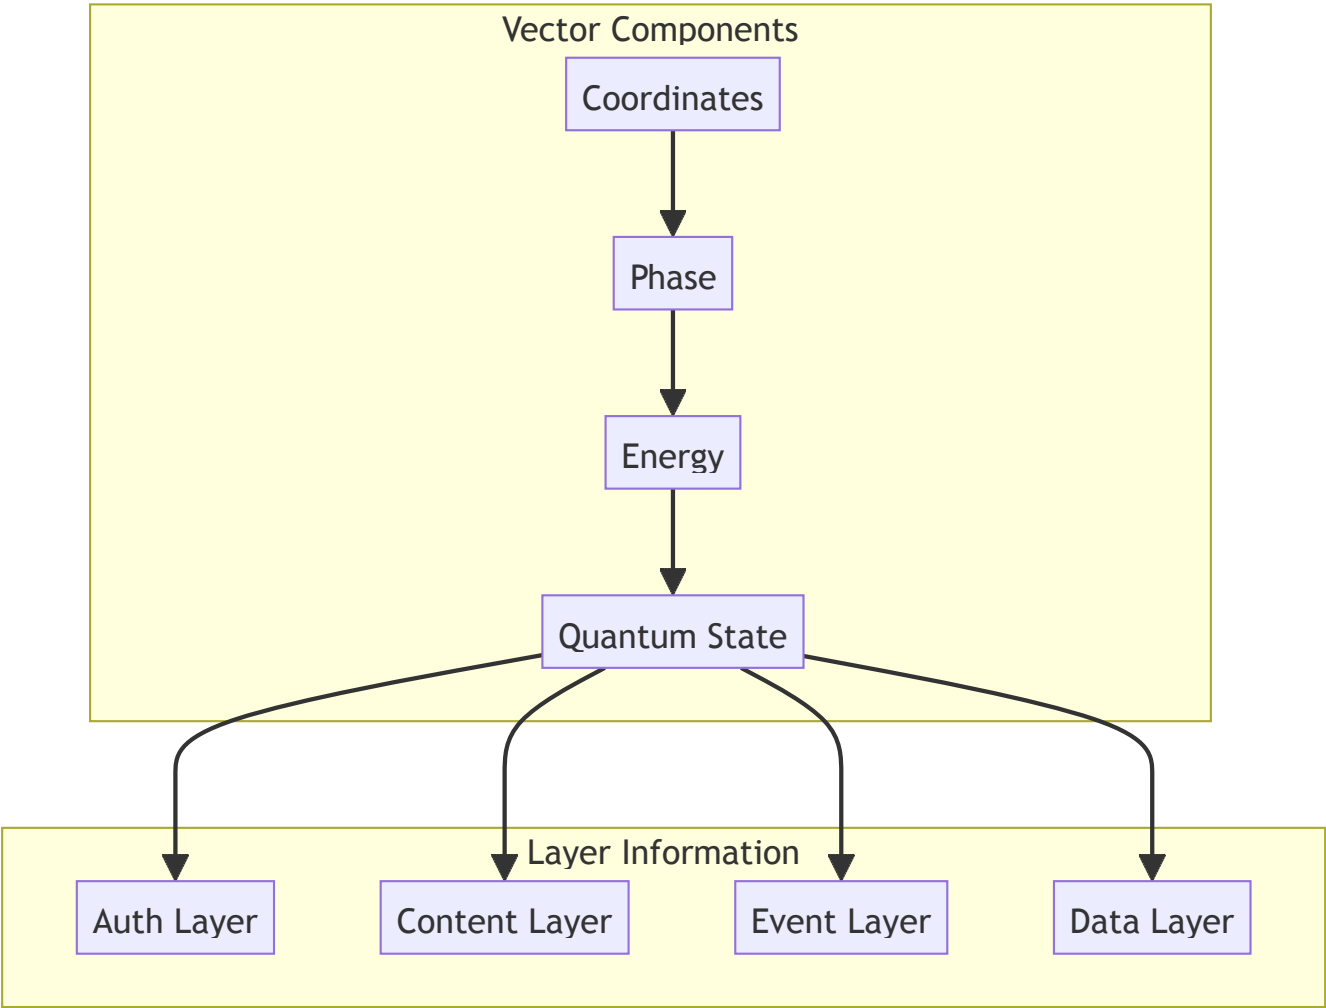 Vector Components
Coordinates
Phase
Energy
Quantum State
Layer Information
Auth Layer
Content Layer
Event Layer
Data Layer